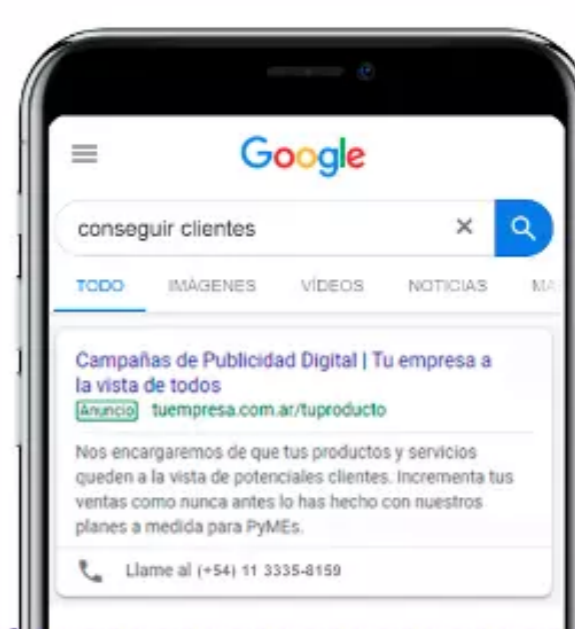 Google
conseguir clientes
TODO IMÁGENES VÍDEOS NOTICIAS MA
Campañas de Publicidad Digital | Tu empresa a
la vista de todos
Anuncio tuempresa.com.ar/tuproducto
Nos encargaremos de que tus productos y servicios
queden a la vista de potenciales clientes. Incrementa tus
ventas como nunca antes lo has hecho con nuestros
planes a medida para PyMEs.
Llame al (+54) 11 3335-8159